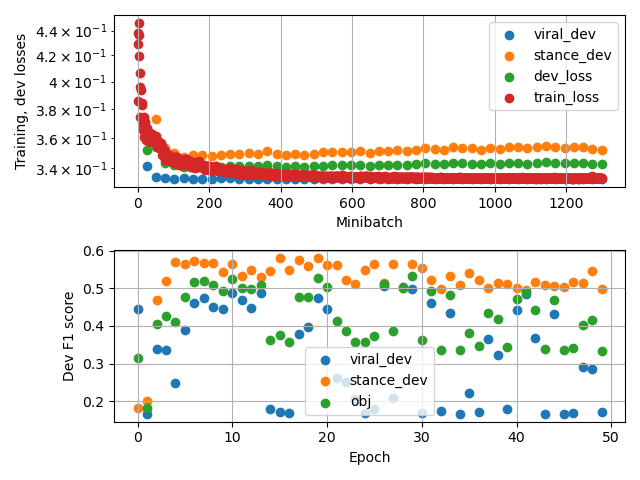 4.4 × 10⁻¹
4.2 × 10⁻¹
4 × 10⁻¹
3.8 × 10⁻¹
3.6 × 10⁻¹
3.4 × 10⁻¹
Training, dev losses
viral_dev
stance_dev
dev_loss
train_loss
0 200 400 600 800 1000 1200
Minibatch
0.6
0.5
0.4
0.3
0.2
Dev F1 score
viral_dev
stance_dev
obj
0 10 20 30 40 50
Epoch